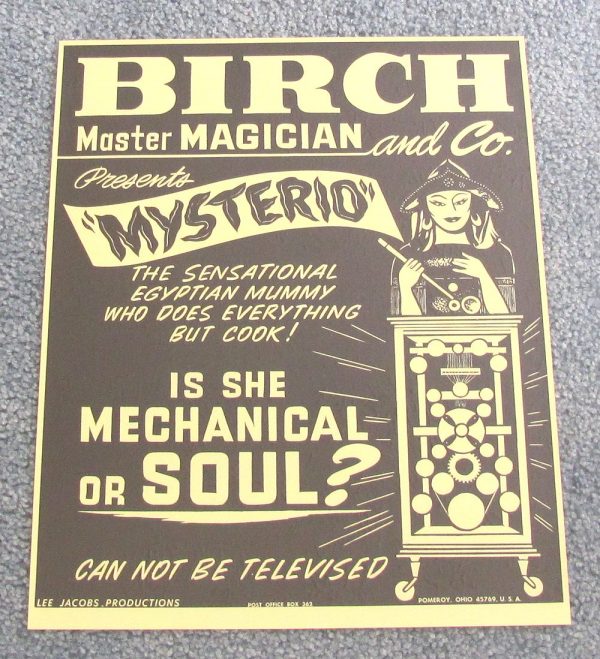 BIRCH
Master MAGICIAN and Co.
Presents
"MYSTERIO"
THE SENSATIONAL
EGYPTIAN MUMMY
WHO DOES EVERYTHING
BUT COOK!
IS SHE
MECHANICAL
OR SOUL?
CAN NOT BE TELEVISED
LEE JACOBS PRODUCTIONS POST OFFICE BOX 362 POMEROY, OHIO 45769, U. S. A.